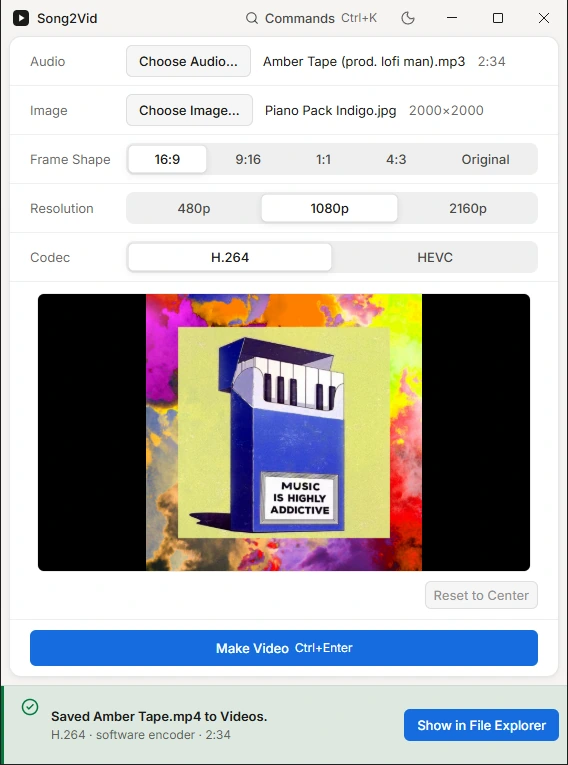 Song2Vid
Commands Ctrl+K
Audio
Choose Audio...
Amber Tape (prod. lofi man).mp3 2:34
Image
Choose Image...
Piano Pack Indigo.jpg 2000×2000
Frame Shape
16:9 9:16 1:1 4:3 Original
Resolution
480p 1080p 2160p
Codec
H.264 HEVC
MUSIC
IS HIGHLY
ADDICTIVE
Reset to Center
Make Video Ctrl+Enter
Saved Amber Tape.mp4 to Videos.
H.264 · software encoder · 2:34
Show in File Explorer